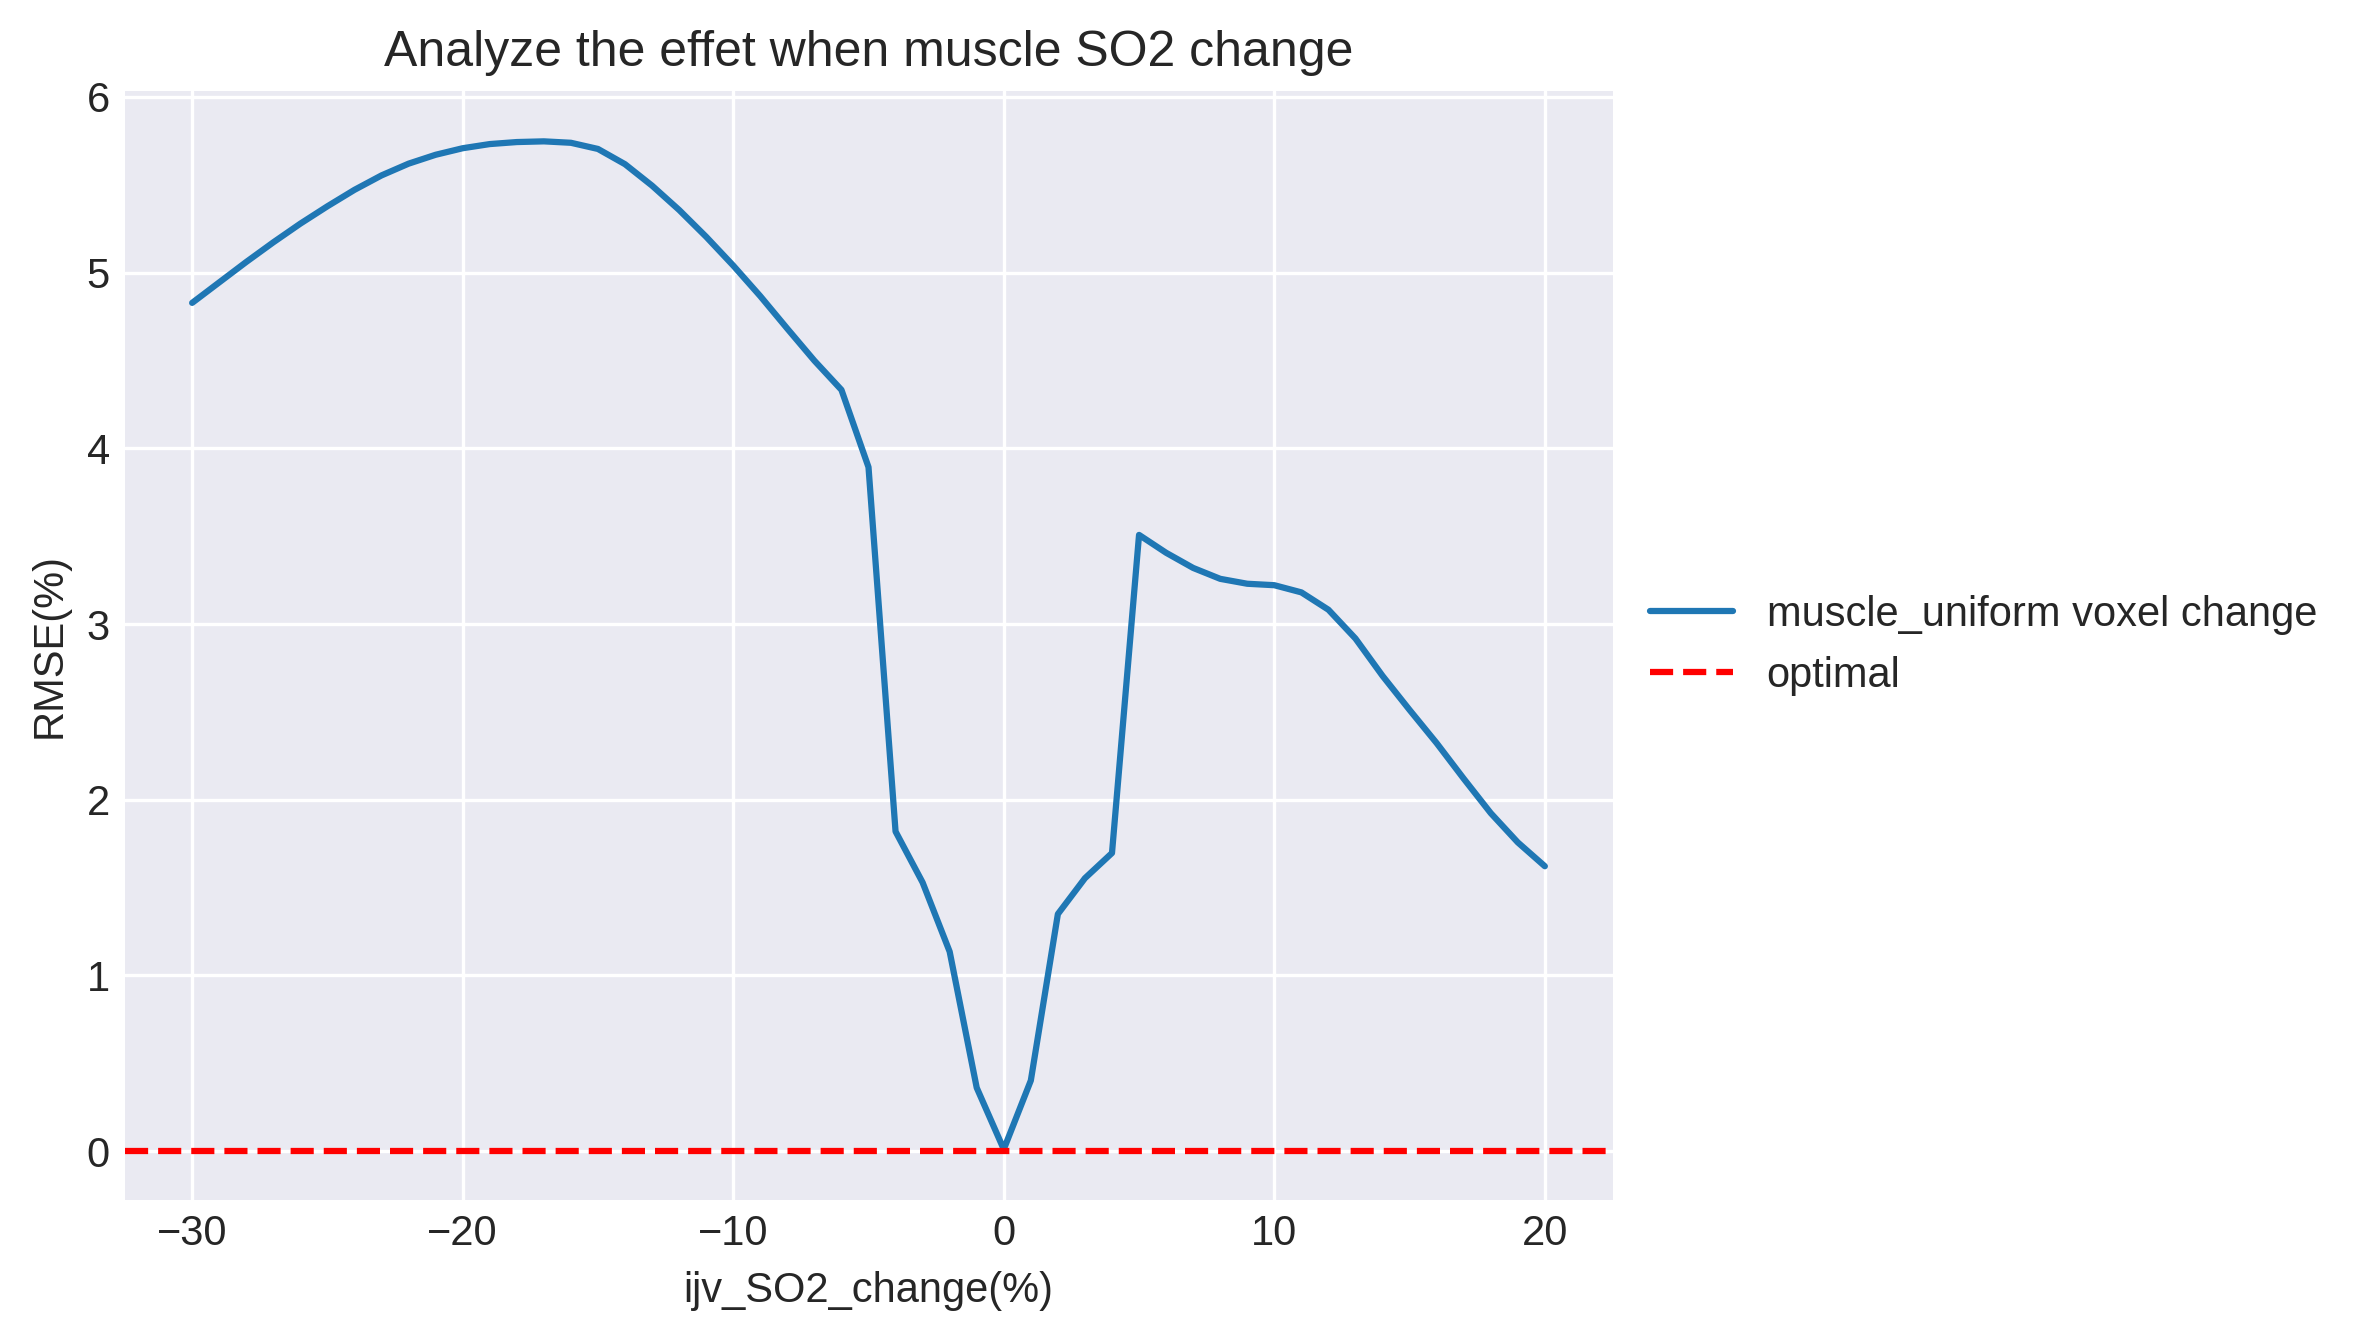 Analyze the effet when muscle SO2 change
6
5
4
3
2
1
0
RMSE(%)
−30
−20
−10
0
10
20
ijv_SO2_change(%)
muscle_uniform voxel change
optimal